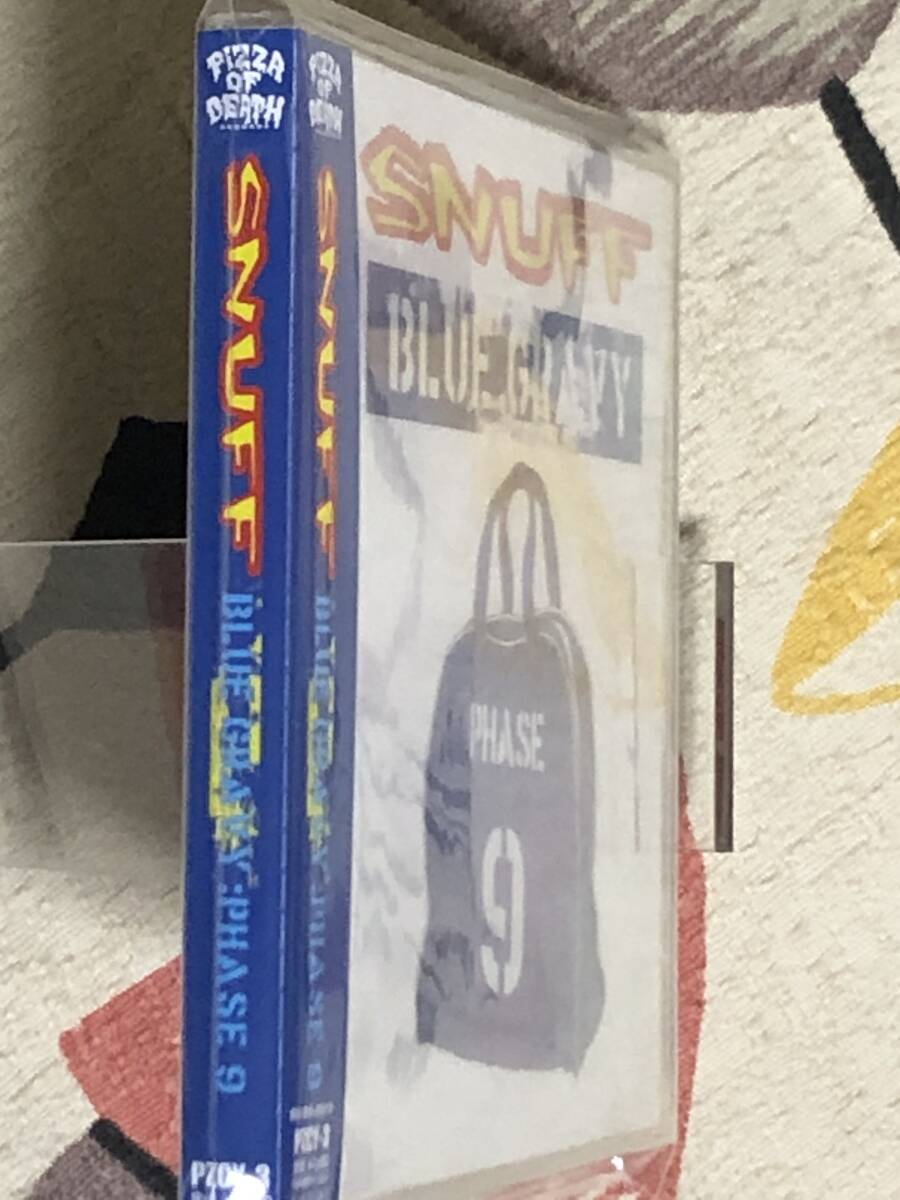 PIZZA
OF
DEATH
SNUFF BLUE GRAVY:PHASE 9
PIZZA
OF
DEATH
SNUFF BLUE GRAVY:PHASE 9
PZCY-3
SNUFF
BLUE GRAVY
PHASE
9